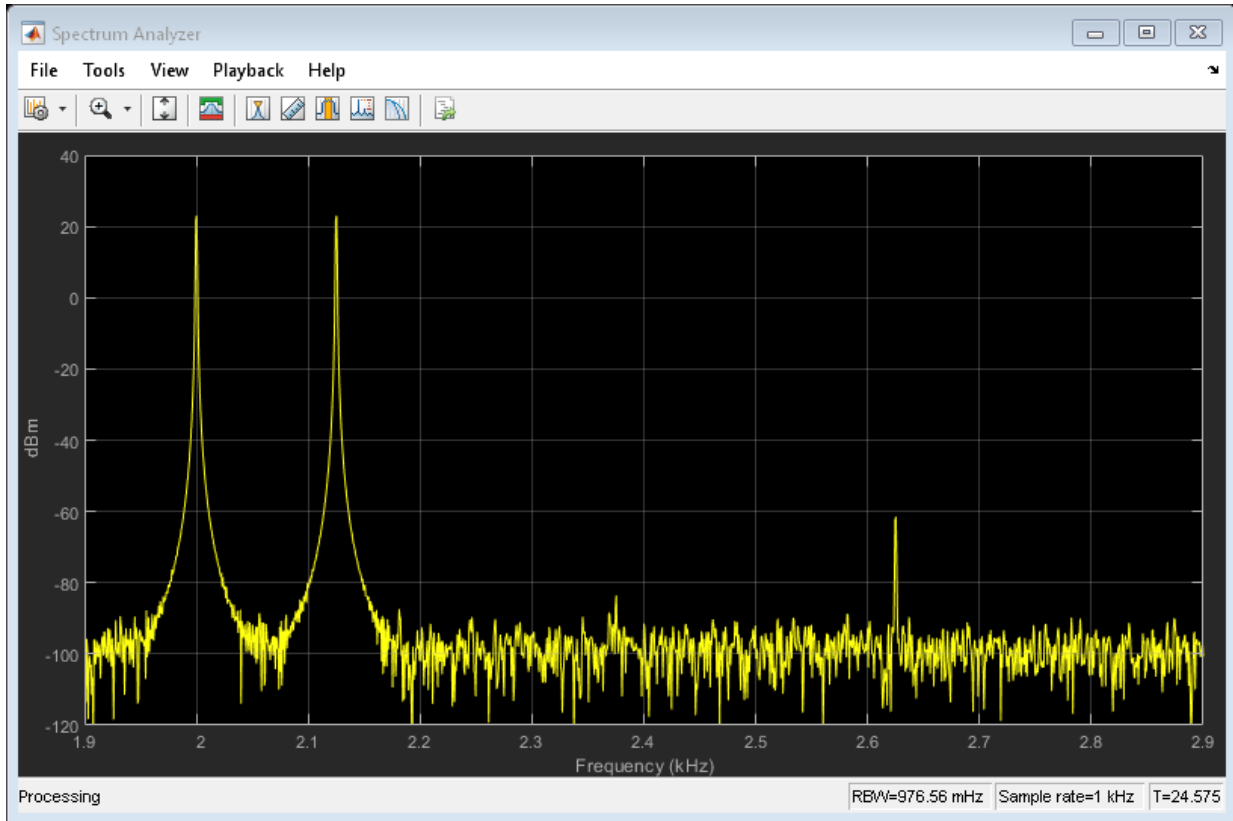 Spectrum Analyzer
File Tools View Playback Help
40
20
0
-20
-40
-60
-80
-100
-120
dBm
1.9 2 2.1 2.2 2.3 2.4 2.5 2.6 2.7 2.8 2.9
Frequency (kHz)
Processing RBW=976.56 mHz Sample rate=1 kHz T=24.575